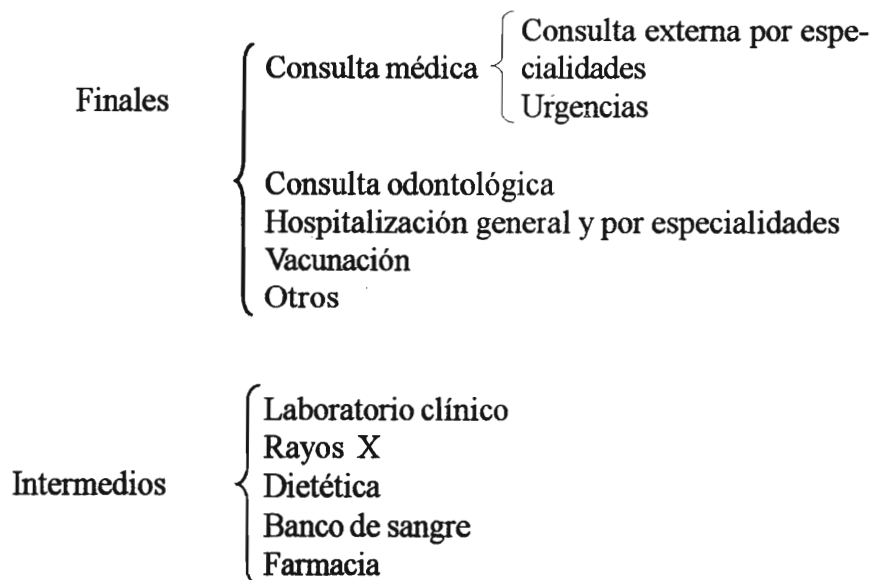 Finales
Consulta médica
Consulta externa por espe-
cialidades
Urgencias
Consulta odontológica
Hospitalización general y por especialidades
Vacunación
Otros
Intermedios
Laboratorio clínico
Rayos X
Dietética
Banco de sangre
Farmacia